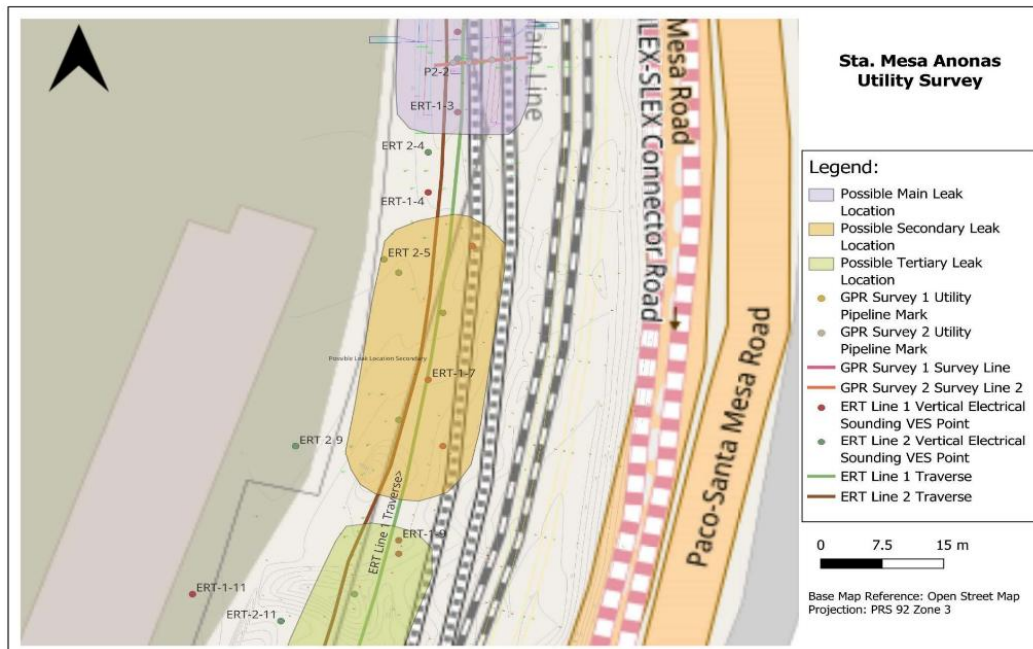 Sta. Mesa Anonas
Utility Survey
Main Line
P2-2
ERT-1-3
ERT 2-4
ERT-1-4
ERT 2-5
Possible Leak Location Secondary
ERT-1-7
ERT 2-9
ERT Line 1 Traverse>
ERT-1-9
ERT-1-11
ERT-2-11
Mesa Road
ILEX-SLEX Connector Road
Paco-Santa Mesa Road
Legend:
Possible Main Leak
Location
Possible Secondary Leak
Location
Possible Tertiary Leak
Location
GPR Survey 1 Utility
Pipeline Mark
GPR Survey 2 Utility
Pipeline Mark
GPR Survey 1 Survey Line
GPR Survey 2 Survey Line 2
ERT Line 1 Vertical Electrical
Sounding VES Point
ERT Line 2 Vertical Electrical
Sounding VES Point
ERT Line 1 Traverse
ERT Line 2 Traverse
0 7.5 15 m
Base Map Reference: Open Street Map
Projection: PRS 92 Zone 3